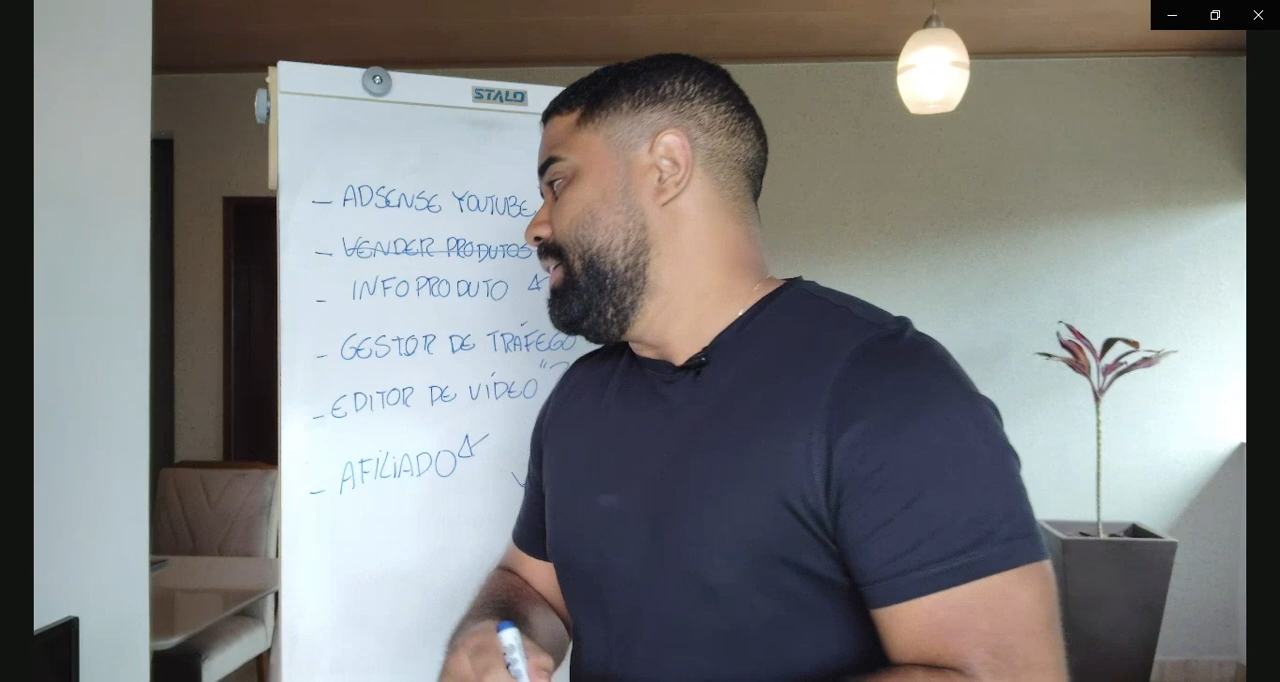 STALO
- ADSENSE YOUTUBE
- VENDER PRODUTOS
- INFOPRODUTO
- GESTOR DE TRÁFEGO
- EDITOR DE VÍDEO
- AFILIADO